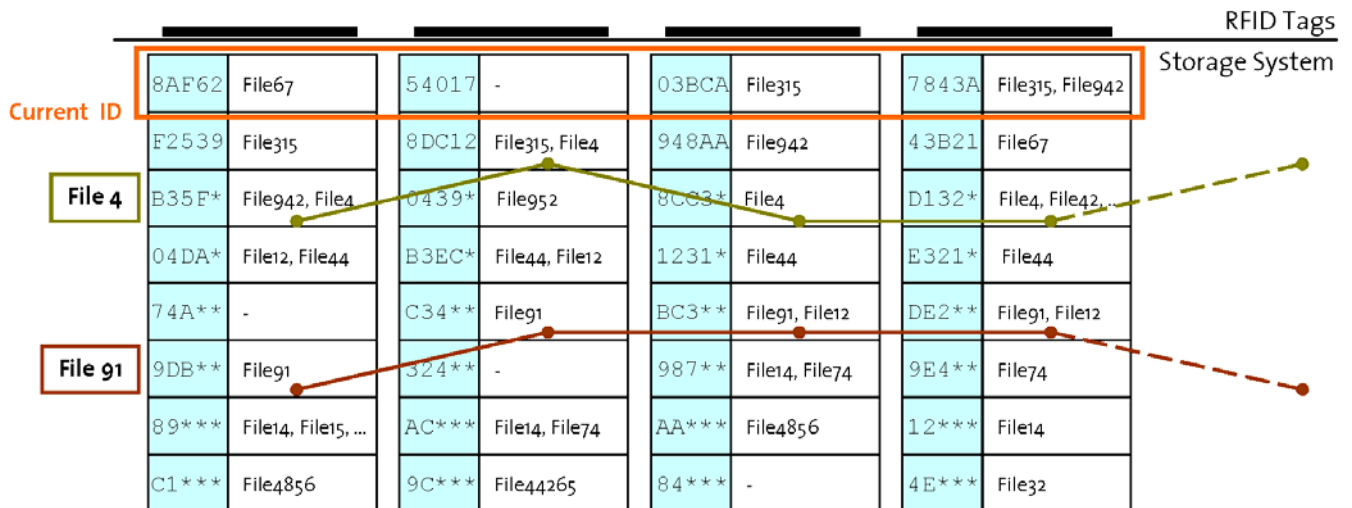 RFID Tags
Storage System
8AF62 File67 54017 - 03BCA File315 7843A File315, File942
Current ID
F2539 File315 8DC12 File315, File4 948AA File942 43B21 File67
File 4 B35F* File942, File4 0439* File952 8CC3* File4 D132* File4, File42, ...
04DA* File12, File44 B3EC* File44, File12 1231* File44 E321* File44
74A** - C34** File91 BC3** File91, File12 DE2** File91, File12
File 91 9DB** File91 324** - 987** File14, File74 9E4** File74
89*** File14, File15, ... AC*** File14, File74 AA*** File4856 12*** File14
C1*** File4856 9C*** File44265 84*** - 4E*** File32